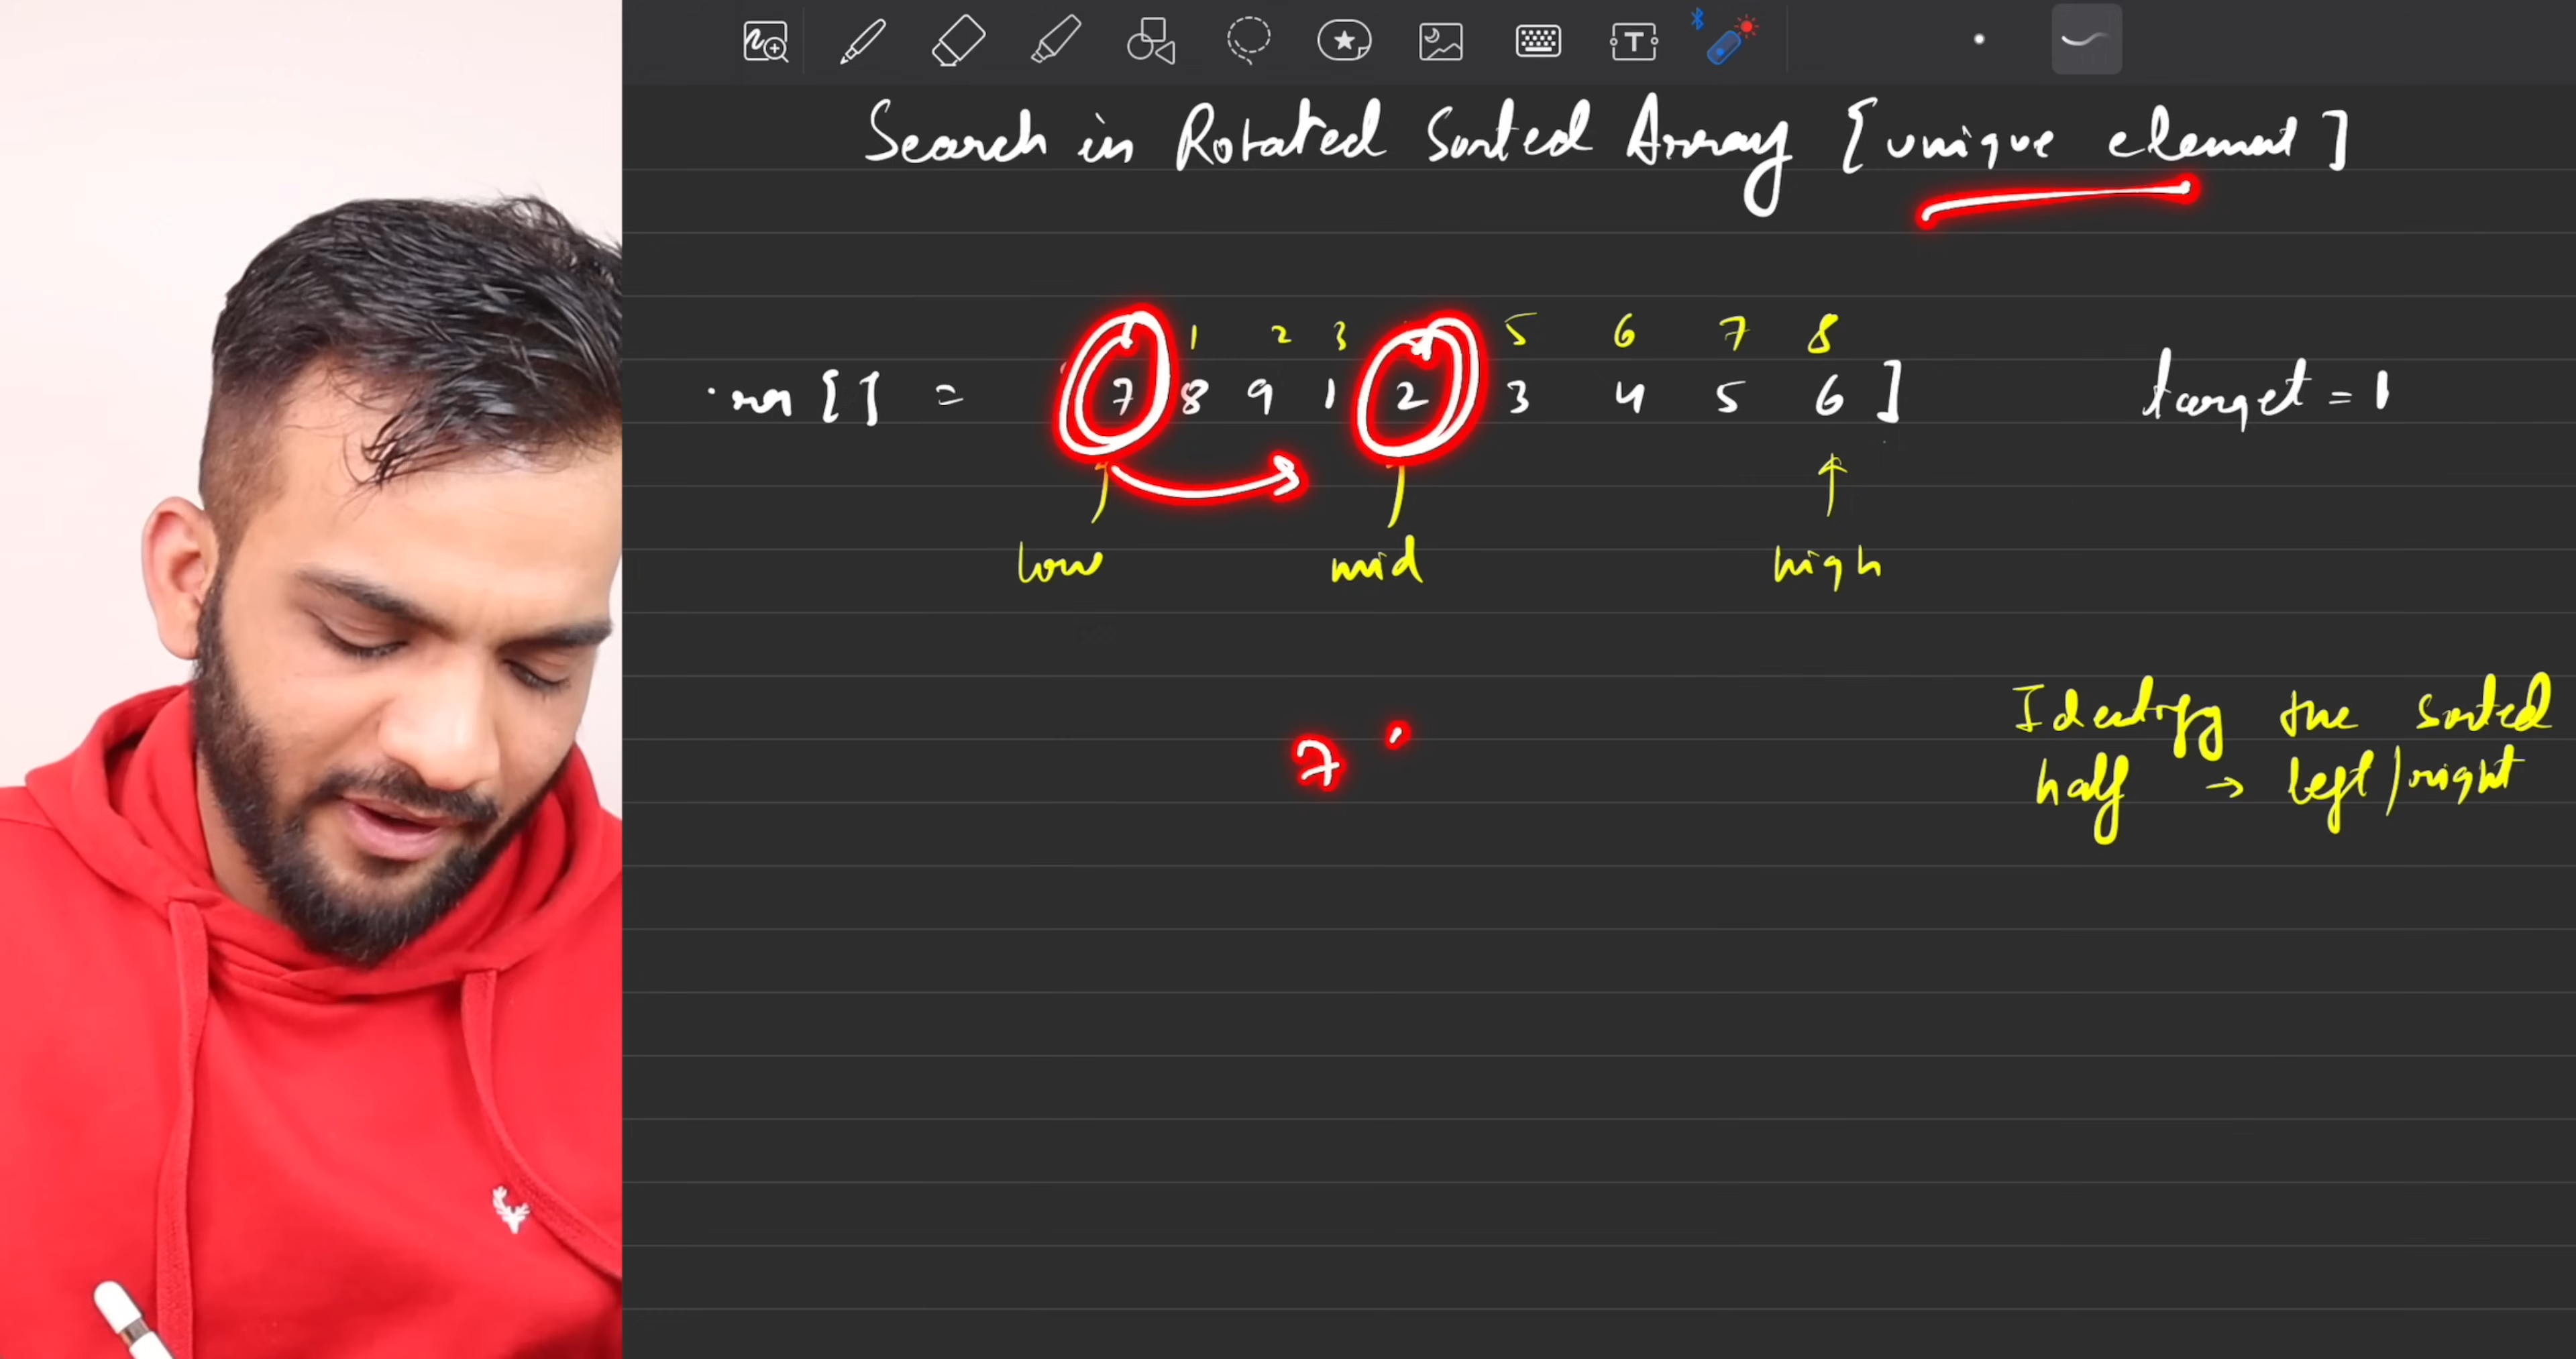 Search in Rotated Sorted Array [unique element]
1 2 3 5 6 7 8
[] = 7 8 9 1 2 3 4 5 6 ] target = 1
low mid high
7
Identify the sorted
half → left/right